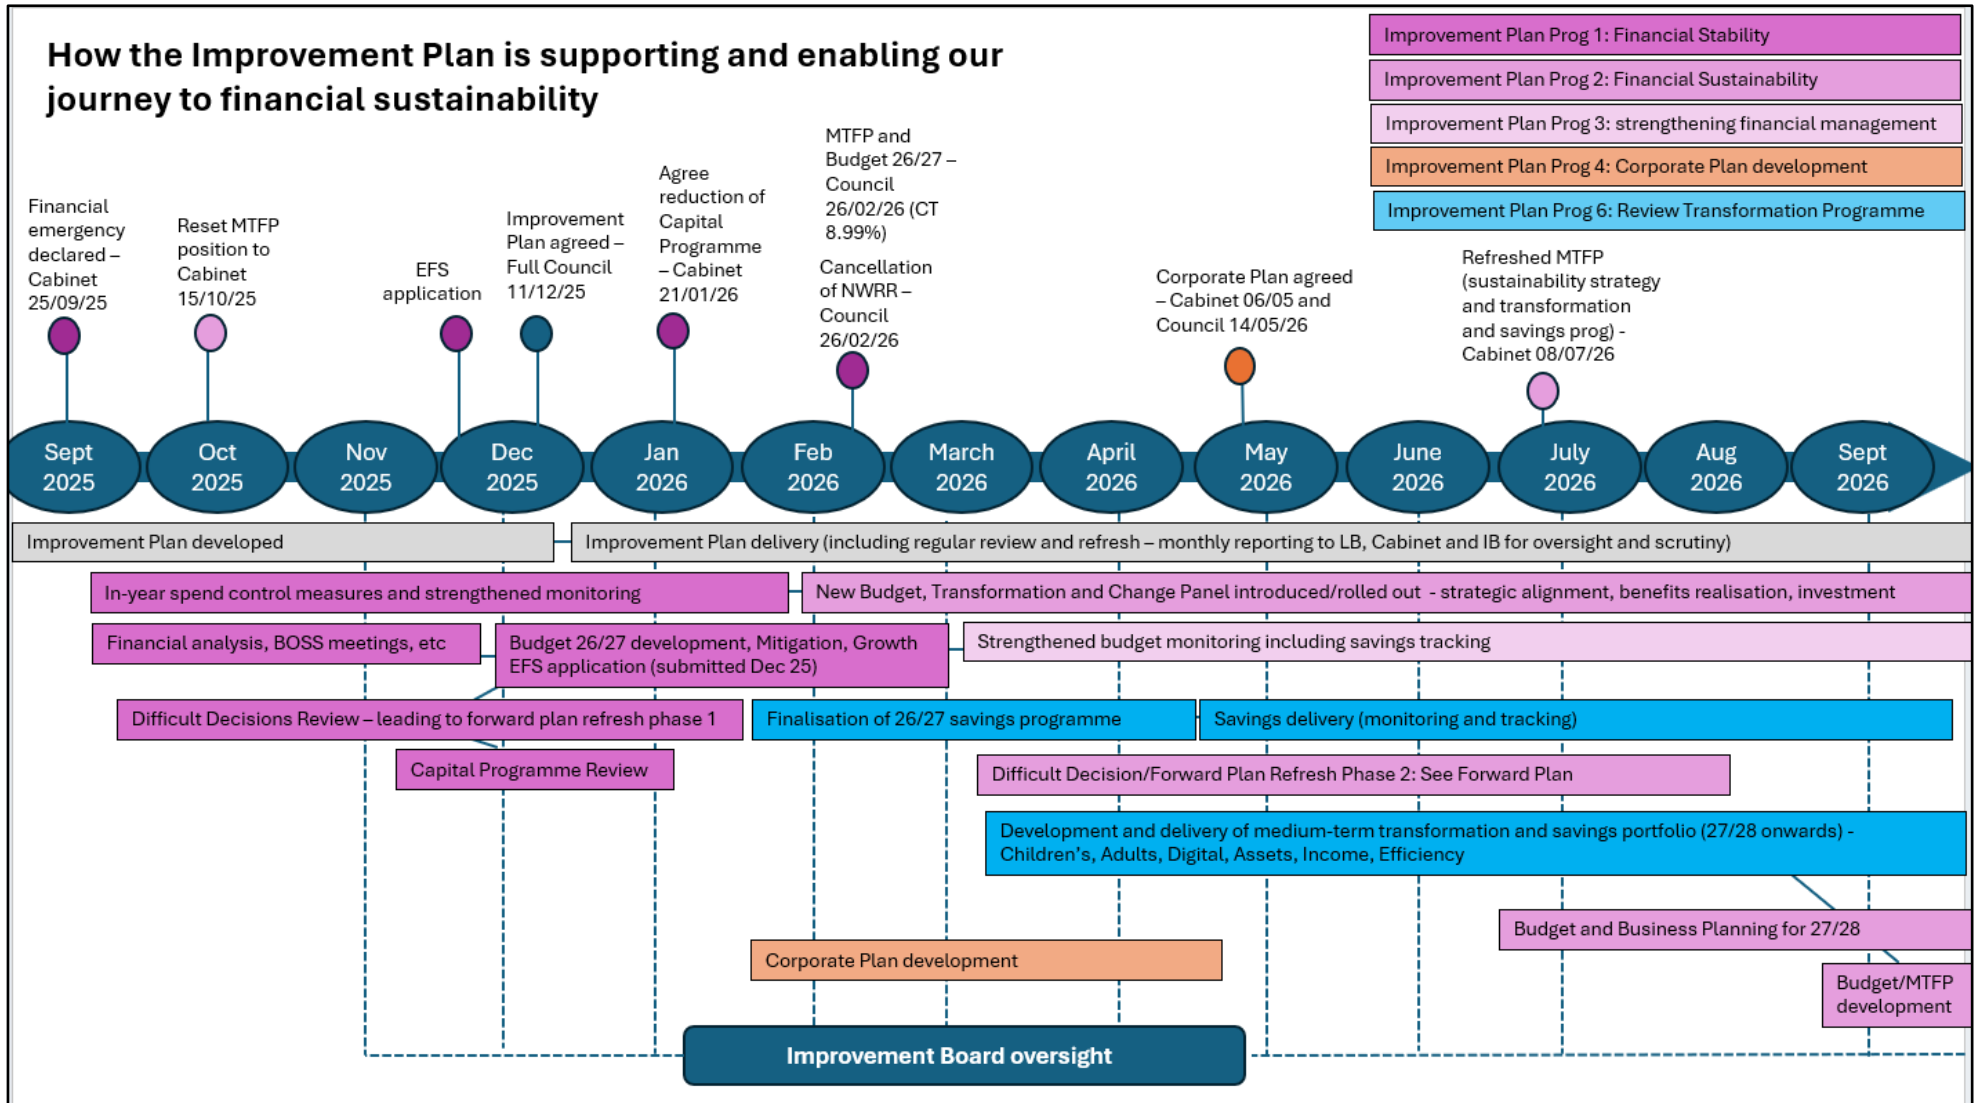 How the Improvement Plan is supporting and enabling our
journey to financial sustainability
Improvement Plan Prog 1: Financial Stability
Improvement Plan Prog 2: Financial Sustainability
Improvement Plan Prog 3: strengthening financial management
Improvement Plan Prog 4: Corporate Plan development
Improvement Plan Prog 6: Review Transformation Programme
Financial
emergency
declared –
Cabinet
25/09/25
Reset MTFP
position to
Cabinet
15/10/25
EFS
application
Improvement
Plan agreed –
Full Council
11/12/25
Agree
reduction of
Capital
Programme
– Cabinet
21/01/26
MTFP and
Budget 26/27 –
Council
26/02/26 (CT
8.99%)
Cancellation
of NWRR –
Council
26/02/26
Corporate Plan agreed
– Cabinet 06/05 and
Council 14/05/26
Refreshed MTFP
(sustainability strategy
and transformation
and savings prog) -
Cabinet 08/07/26
Sept
2025
Oct
2025
Nov
2025
Dec
2025
Jan
2026
Feb
2026
March
2026
April
2026
May
2026
June
2026
July
2026
Aug
2026
Sept
2026
Improvement Plan developed
Improvement Plan delivery (including regular review and refresh – monthly reporting to LB, Cabinet and IB for oversight and scrutiny)
In-year spend control measures and strengthened monitoring
New Budget, Transformation and Change Panel introduced/rolled out - strategic alignment, benefits realisation, investment
Financial analysis, BOSS meetings, etc
Budget 26/27 development, Mitigation, Growth
EFS application (submitted Dec 25)
Strengthened budget monitoring including savings tracking
Difficult Decisions Review – leading to forward plan refresh phase 1
Finalisation of 26/27 savings programme
Savings delivery (monitoring and tracking)
Capital Programme Review
Difficult Decision/Forward Plan Refresh Phase 2: See Forward Plan
Development and delivery of medium-term transformation and savings portfolio (27/28 onwards) -
Children's, Adults, Digital, Assets, Income, Efficiency
Budget and Business Planning for 27/28
Corporate Plan development
Budget/MTFP
development
Improvement Board oversight